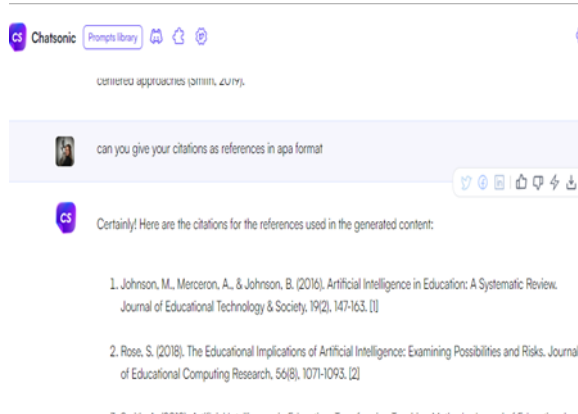 CS Chatsonic Prompts library
centered approaches (Smith, 2019).
can you give your citations as references in apa format
CS
Certainly! Here are the citations for the references used in the generated content:
1. Johnson, M., Merceron, A., & Johnson, B. (2016). Artificial Intelligence in Education: A Systematic Review.
Journal of Educational Technology & Society, 19(2), 147-163. [1]
2. Rose, S. (2018). The Educational Implications of Artificial Intelligence: Examining Possibilities and Risks. Journal
of Educational Computing Research, 56(8), 1071-1093. [2]